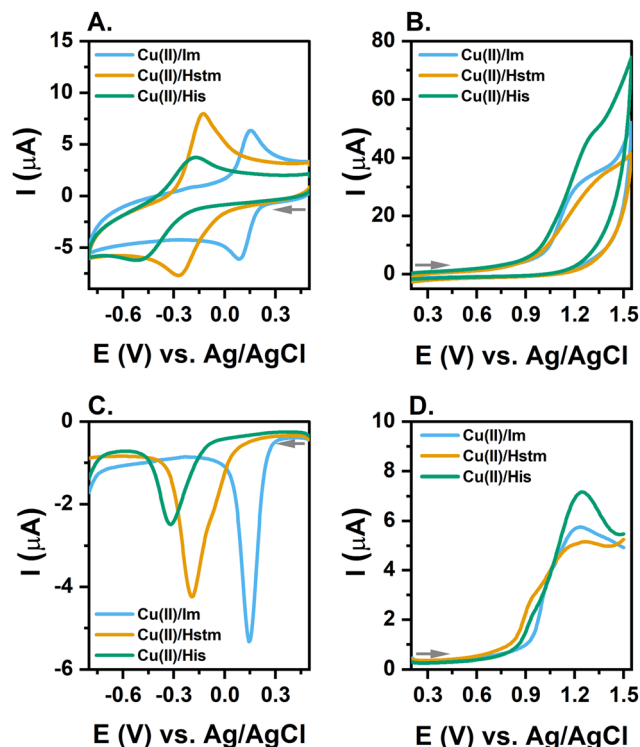 A.
Cu(II)/Im
Cu(II)/Hstm
Cu(II)/His
15
10
5
0
-5
I (μA)
-0.6 -0.3 0.0 0.3
E (V) vs. Ag/AgCl
B.
Cu(II)/Im
Cu(II)/Hstm
Cu(II)/His
80
60
40
20
0
I (μA)
0.3 0.6 0.9 1.2 1.5
E (V) vs. Ag/AgCl
C.
0
-2
-4
-6
I (μA)
Cu(II)/Im
Cu(II)/Hstm
Cu(II)/His
-0.6 -0.3 0.0 0.3
E (V) vs. Ag/AgCl
D.
Cu(II)/Im
Cu(II)/Hstm
Cu(II)/His
10
8
6
4
2
0
I (μA)
0.3 0.6 0.9 1.2 1.5
E (V) vs. Ag/AgCl